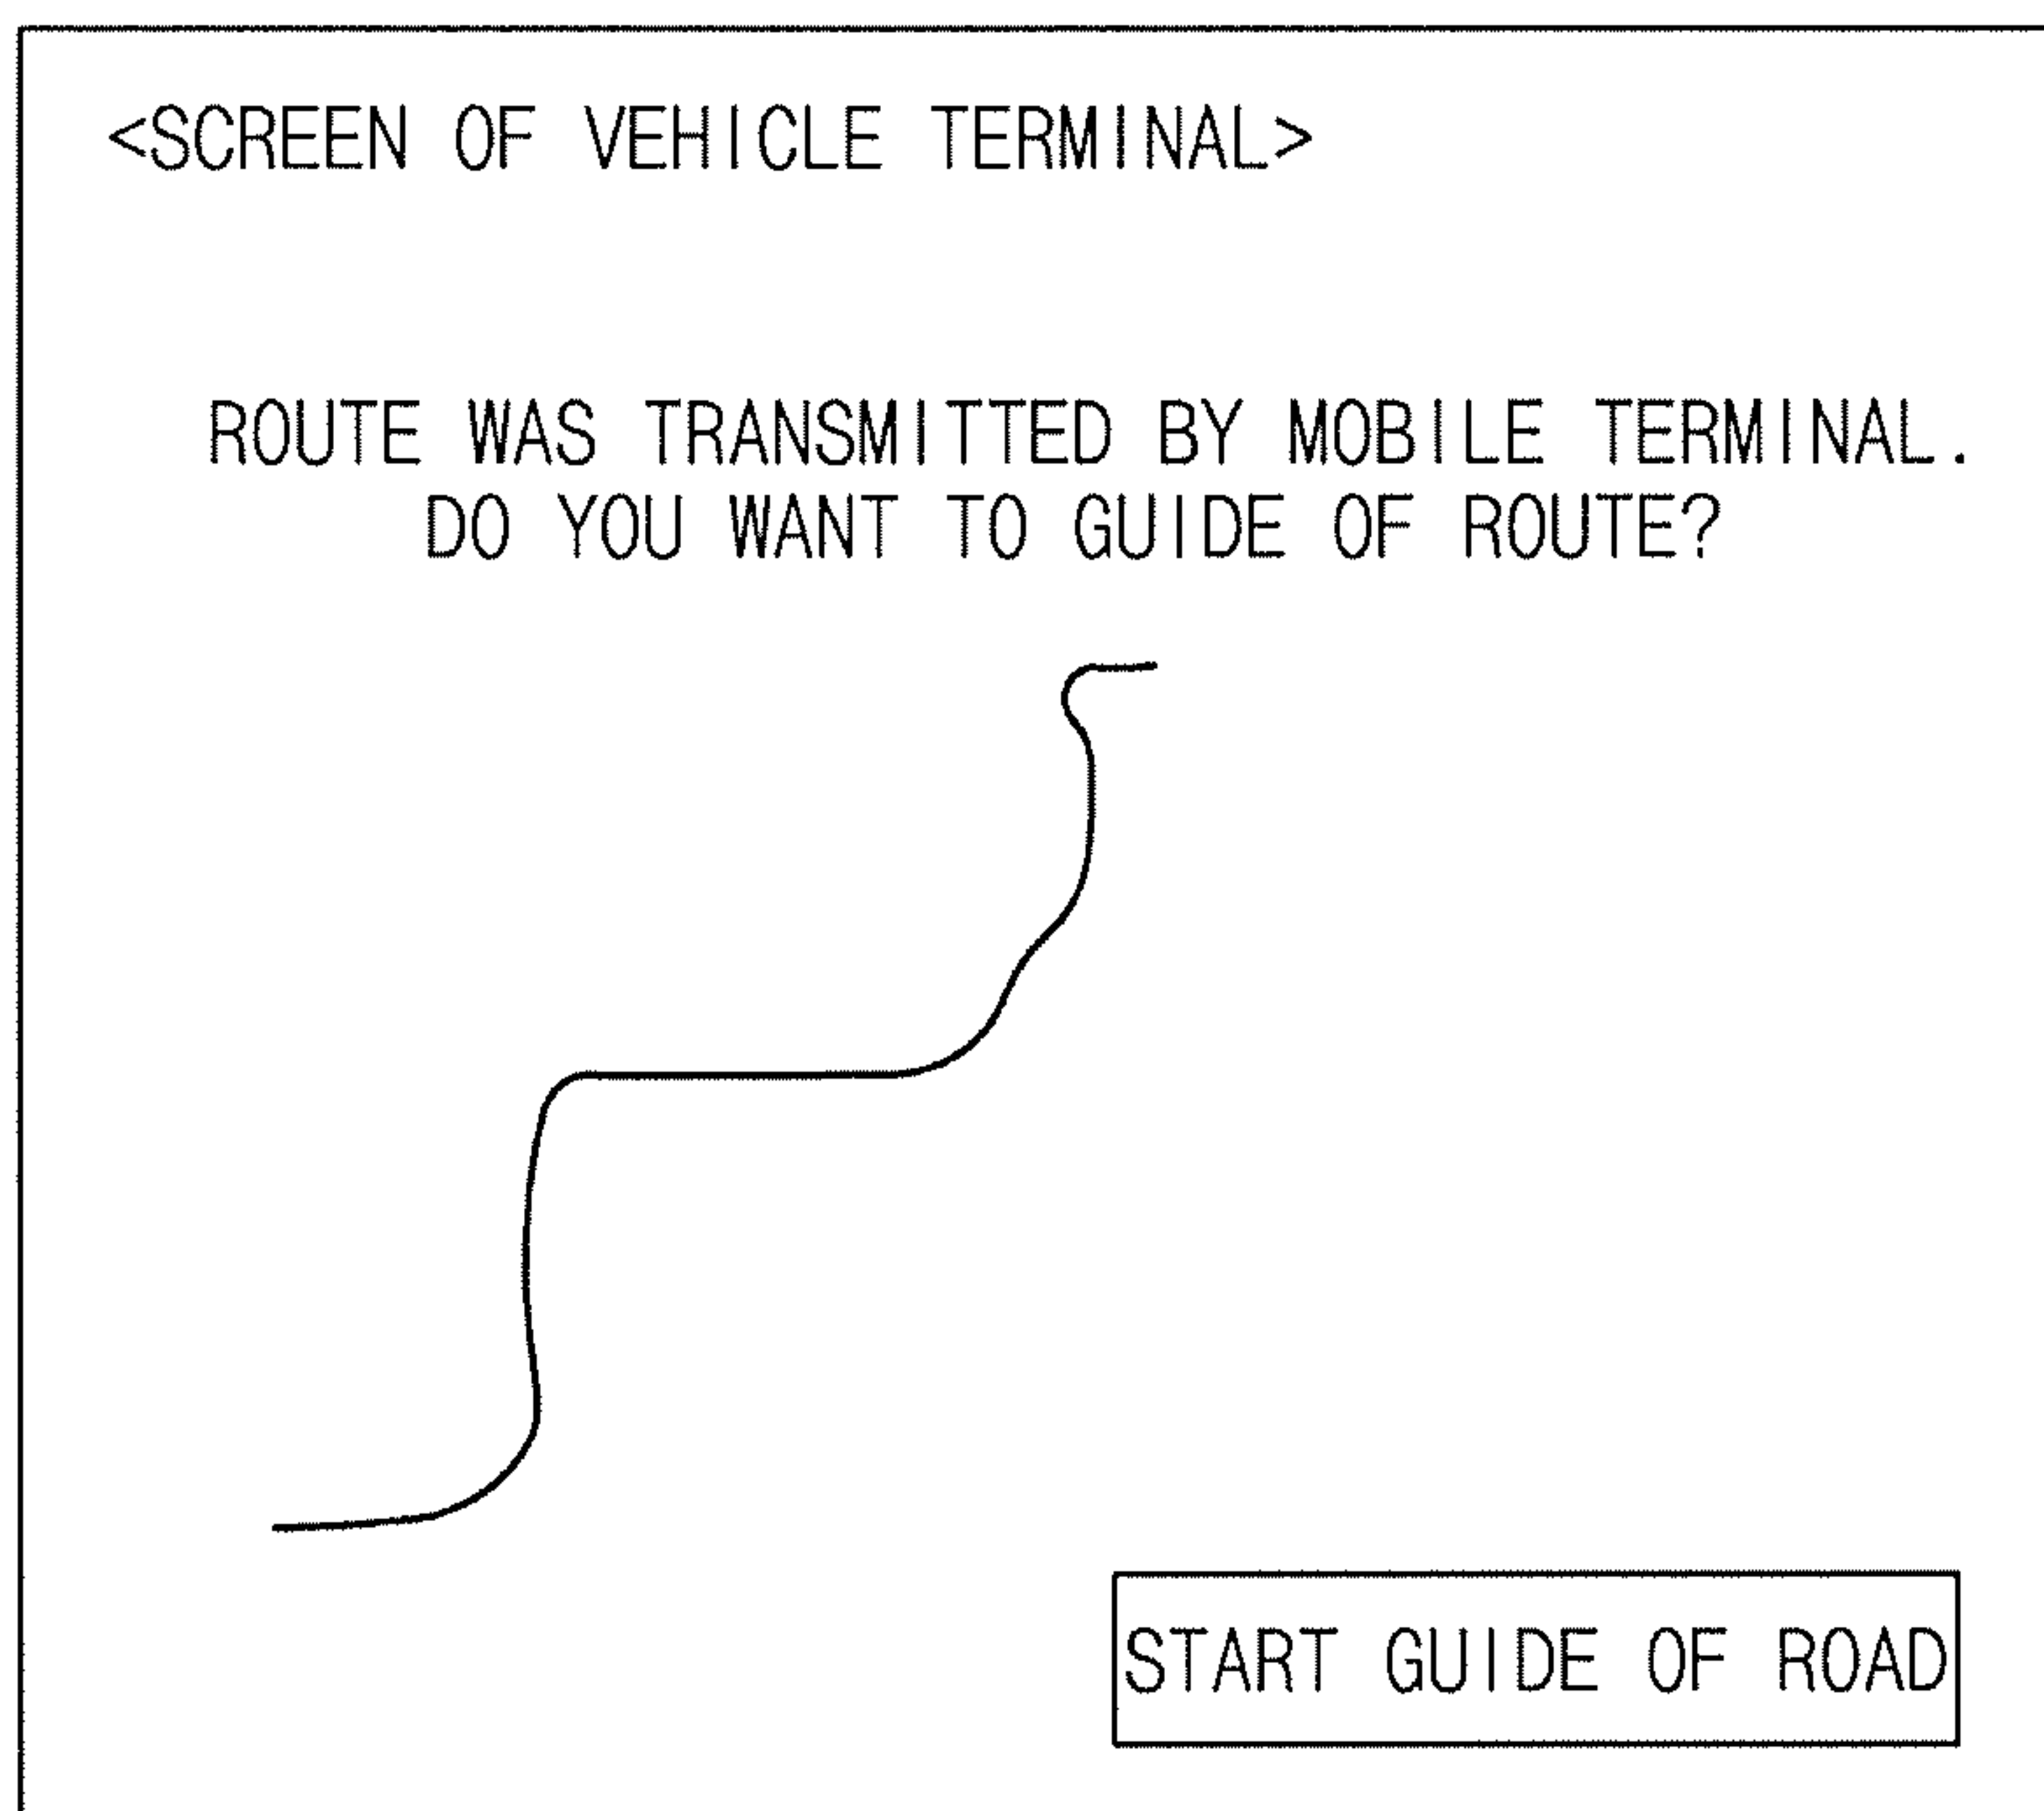 <SCREEN OF VEHICLE TERMINAL>
ROUTE WAS TRANSMITTED BY MOBILE TERMINAL.
DO YOU WANT TO GUIDE OF ROUTE?
START GUIDE OF ROAD